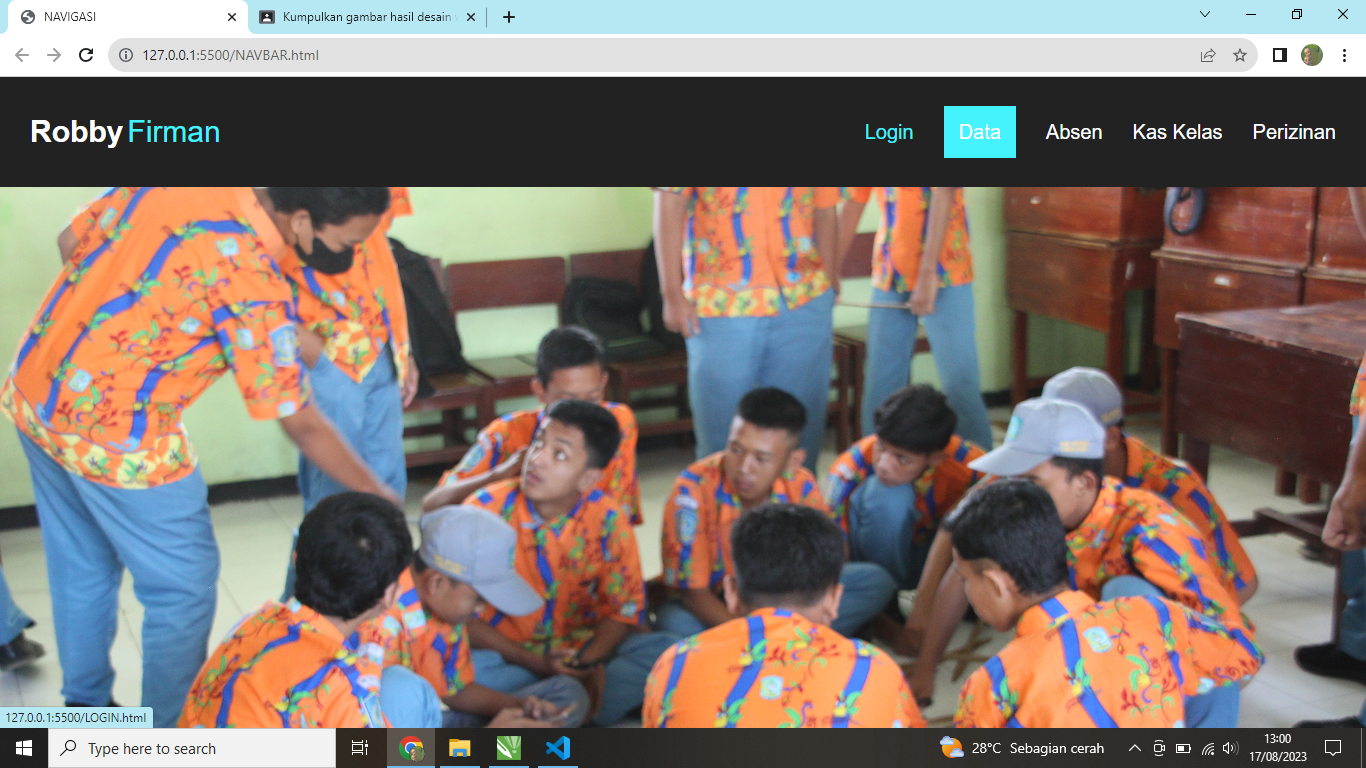 NAVIGASI
Kumpulkan gambar hasil desain
127.0.0.1:5500/NAVBAR.html
Robby Firman
Login
Data
Absen
Kas Kelas
Perizinan
127.0.0.1:5500/LOGIN.html
Type here to search
28°C Sebagian cerah
13:00
17/08/2023